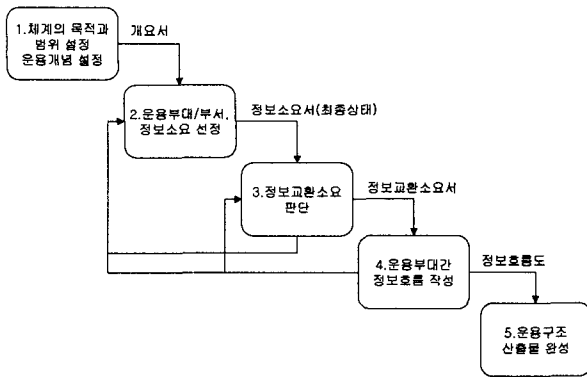 1.체계의 목적과
범위 설정
운용개념 설정
개요서
2.운용부대/부서,
정보소요 선정
정보소요서(최종상태)
3.정보교환소요
판단
정보교환소요서
4.운용부대간
정보흐름 작성
정보흐름도
5.운용구조
산출물 완성